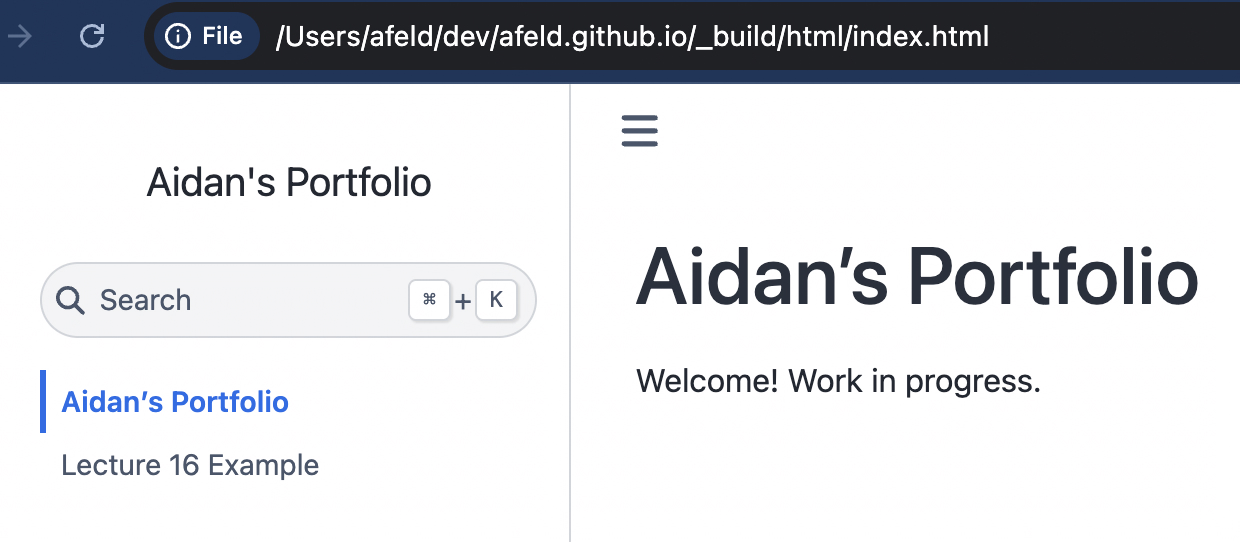 File /Users/afeld/dev/afeld.github.io/_build/html/index.html
Aidan's Portfolio
Search ⌘ + K
Aidan’s Portfolio
Lecture 16 Example
Aidan’s Portfolio
Welcome! Work in progress.